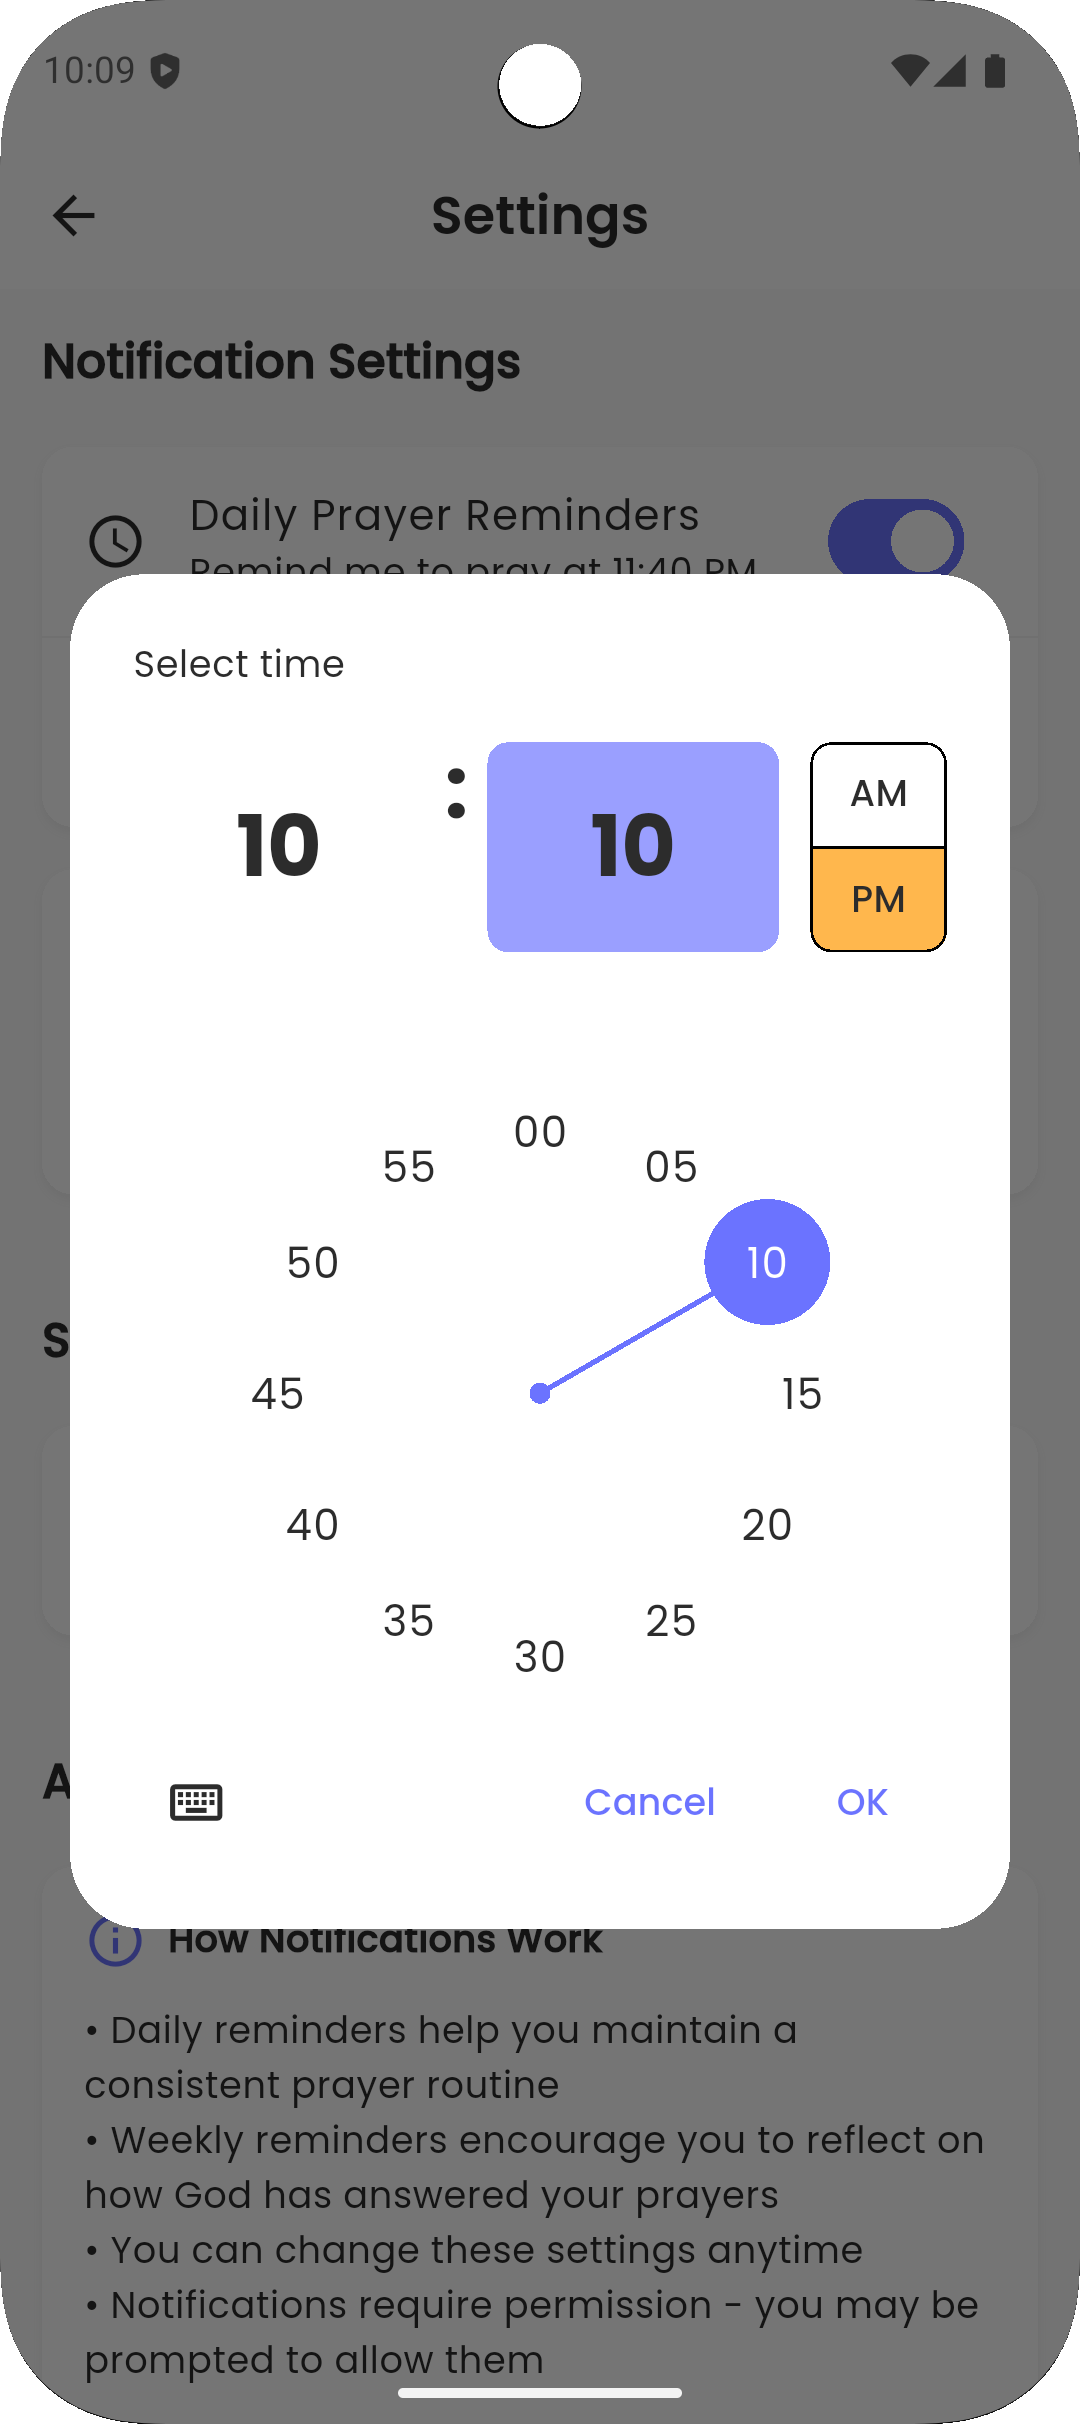 10:09
Settings
Notification Settings
Daily Prayer Reminders
Remind me to pray at 11:40 PM
Select time
10 : 10
AM
PM
00
55 05
50 10
45 15
40 20
35 25
30
Cancel OK
S
A
How Notifications Work
• Daily reminders help you maintain a
consistent prayer routine
• Weekly reminders encourage you to reflect on
how God has answered your prayers
• You can change these settings anytime
• Notifications require permission - you may be
prompted to allow them